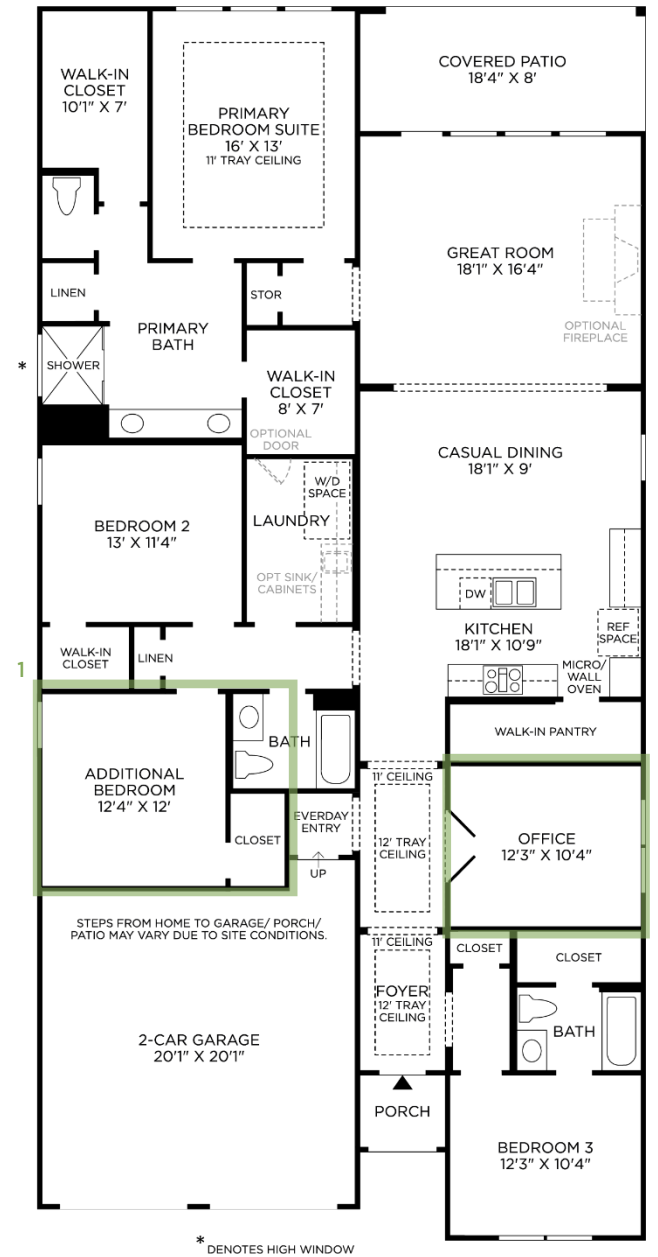 WALK-IN
CLOSET
10'1" X 7'
PRIMARY
BEDROOM SUITE
16' X 13'
11' TRAY CEILING
COVERED PATIO
18'4" X 8'
GREAT ROOM
18'1" X 16'4"
OPTIONAL
FIREPLACE
LINEN
STOR
PRIMARY
BATH
*
SHOWER
WALK-IN
CLOSET
8' X 7'
OPTIONAL
DOOR
CASUAL DINING
18'1" X 9'
W/D
SPACE
LAUNDRY
OPT SINK/
CABINETS
BEDROOM 2
13' X 11'4"
DW
KITCHEN
18'1" X 10'9"
REF
SPACE
MICRO/
WALL
OVEN
WALK-IN
CLOSET
LINEN
1
WALK-IN PANTRY
BATH
ADDITIONAL
BEDROOM
12'4" X 12'
CLOSET
EVERDAY
ENTRY
UP
11' CEILING
12' TRAY
CEILING
OFFICE
12'3" X 10'4"
STEPS FROM HOME TO GARAGE/ PORCH/
PATIO MAY VARY DUE TO SITE CONDITIONS.
11' CEILING
FOYER
12' TRAY
CEILING
CLOSET
CLOSET
BATH
2-CAR GARAGE
20'1" X 20'1"
PORCH
BEDROOM 3
12'3" X 10'4"
* DENOTES HIGH WINDOW